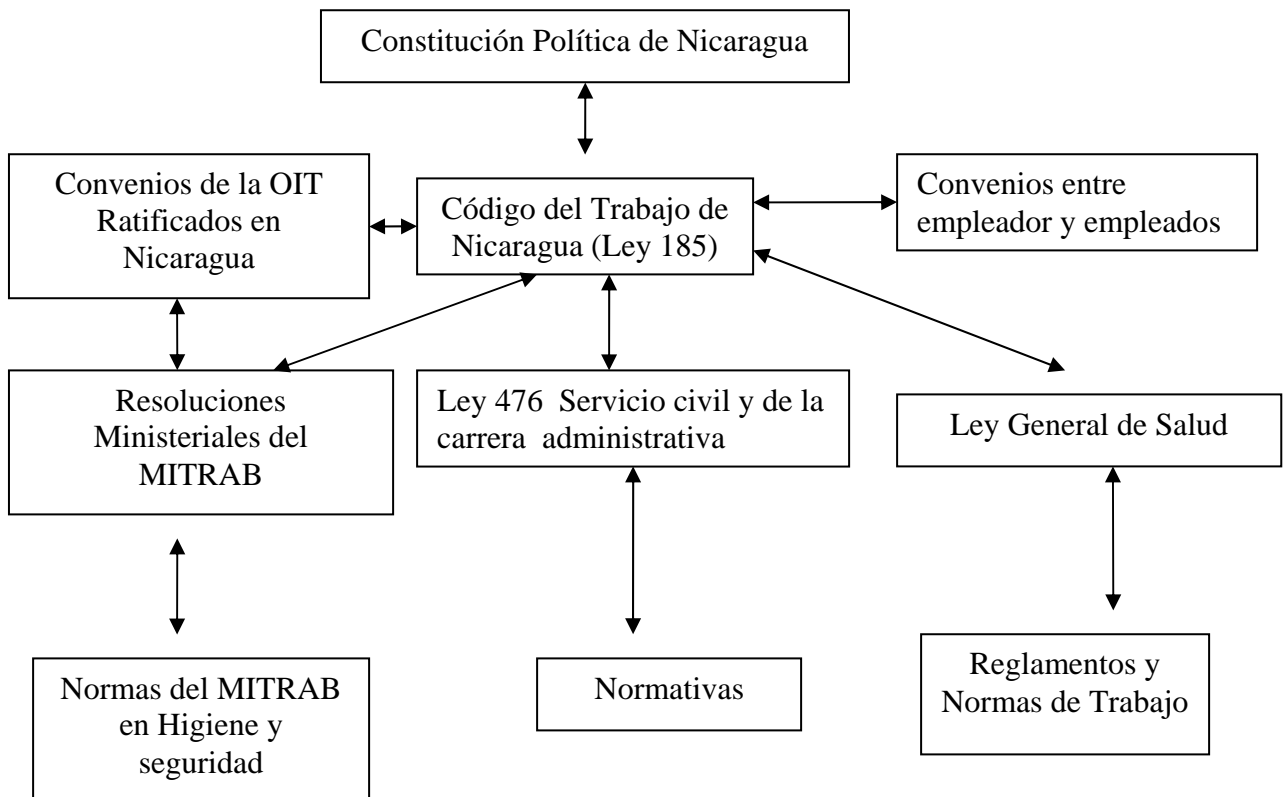 Constitución Política de Nicaragua
Convenios de la OIT
Ratificados en
Nicaragua
Código del Trabajo de
Nicaragua (Ley 185)
Convenios entre
empleador y empleados
Resoluciones
Ministeriales del
MITRAB
Ley 476 Servicio civil y de la
carrera administrativa
Ley General de Salud
Normas del MITRAB
en Higiene y
seguridad
Normativas
Reglamentos y
Normas de Trabajo